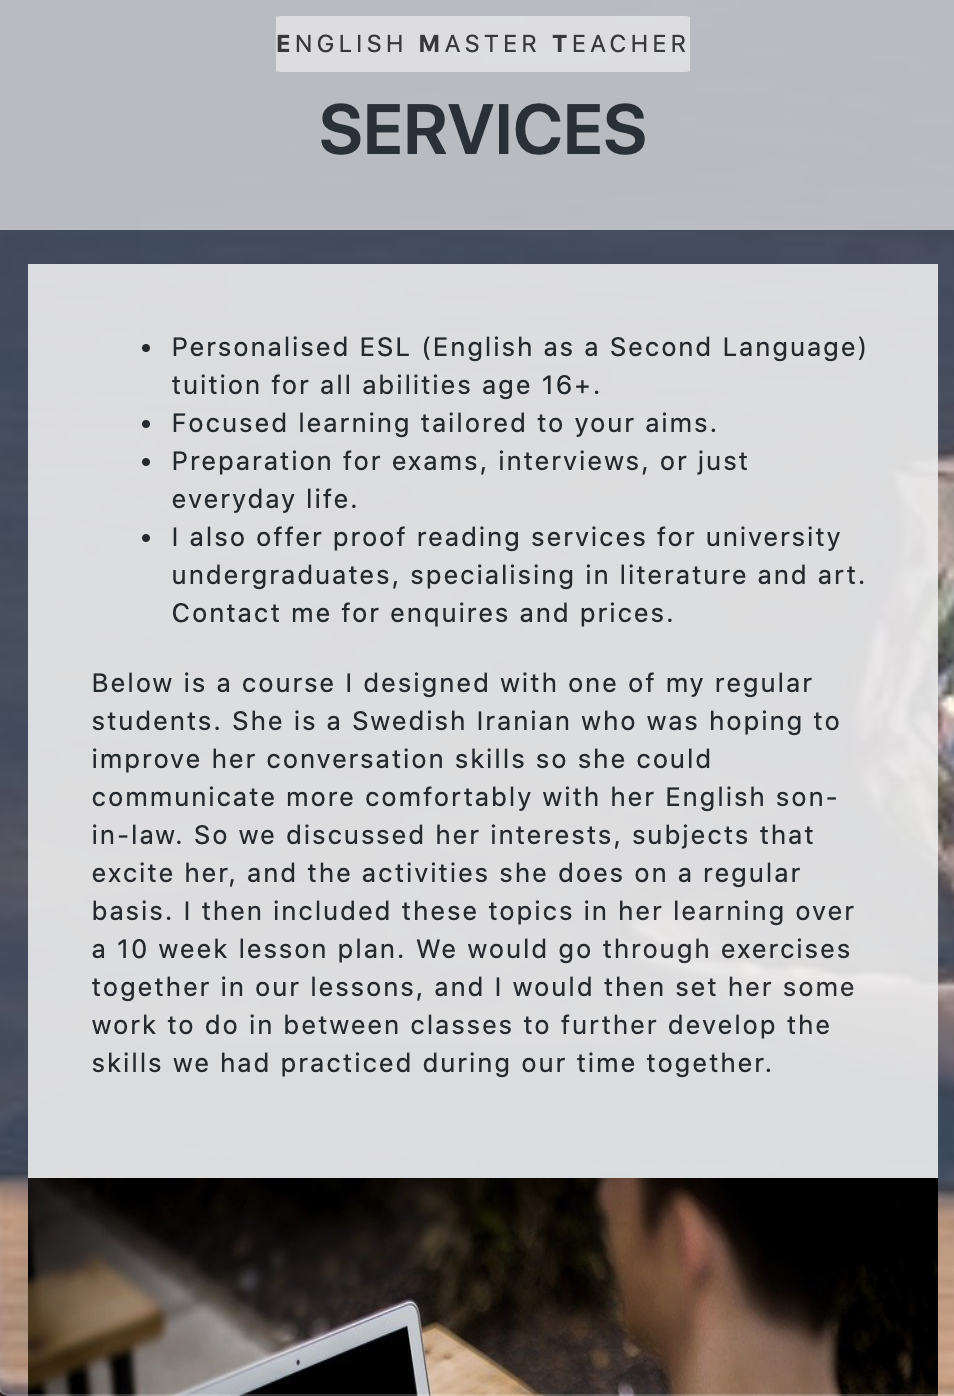 ENGLISH MASTER TEACHER
SERVICES
• Personalised ESL (English as a Second Language)
tuition for all abilities age 16+.
• Focused learning tailored to your aims.
• Preparation for exams, interviews, or just
everyday life.
• I also offer proof reading services for university
undergraduates, specialising in literature and art.
Contact me for enquires and prices.
Below is a course I designed with one of my regular
students. She is a Swedish Iranian who was hoping to
improve her conversation skills so she could
communicate more comfortably with her English son-
in-law. So we discussed her interests, subjects that
excite her, and the activities she does on a regular
basis. I then included these topics in her learning over
a 10 week lesson plan. We would go through exercises
together in our lessons, and I would then set her some
work to do in between classes to further develop the
skills we had practiced during our time together.